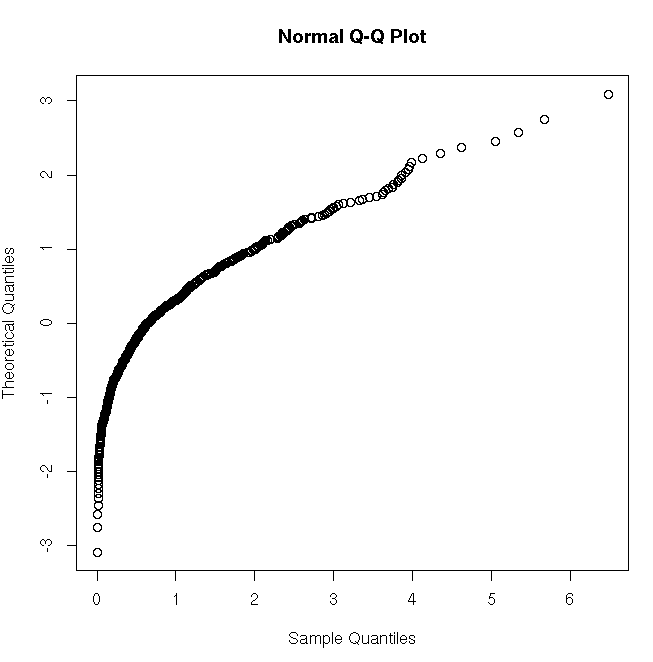 Normal Q-Q Plot
Theoretical Quantiles
3
2
1
0
-1
-2
-3
0 1 2 3 4 5 6
Sample Quantiles